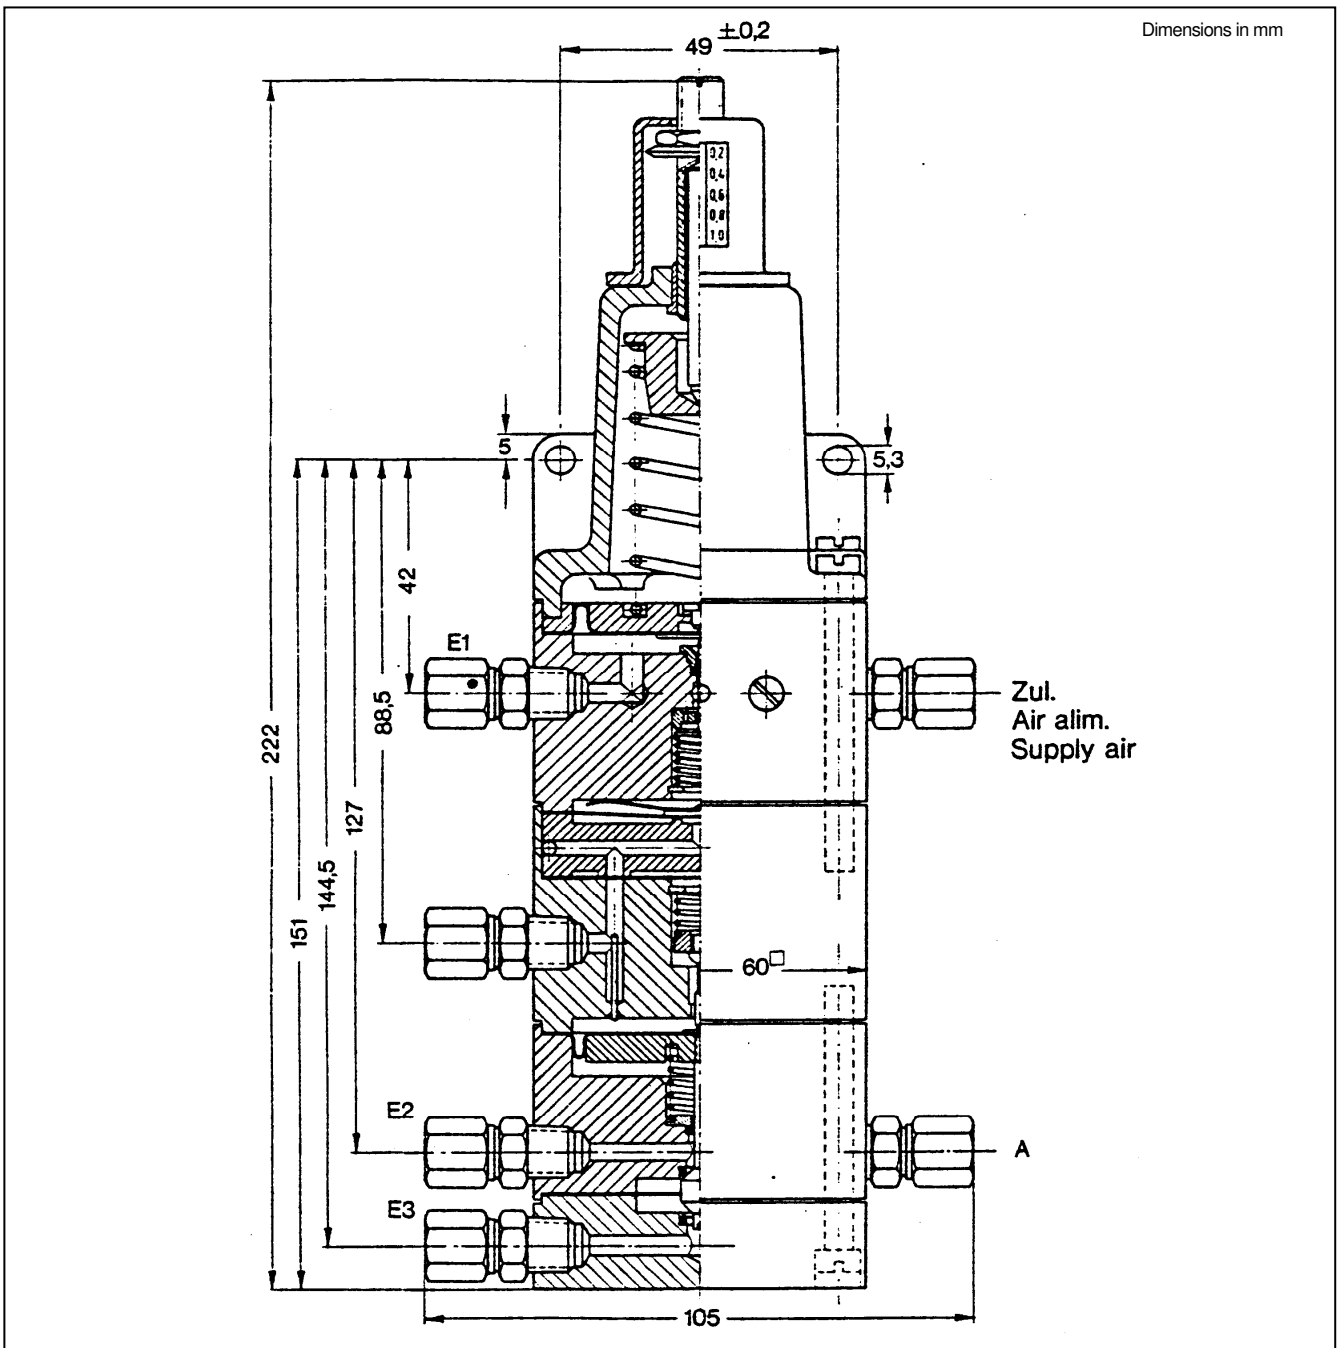 Dimensions in mm
49 ±0,2
0,2
0,4
0,6
0,8
1,0
5
5,3
42
E1
Zul.
Air alim.
Supply air
88,5
222
127
144,5
151
60□
E2
A
E3
105